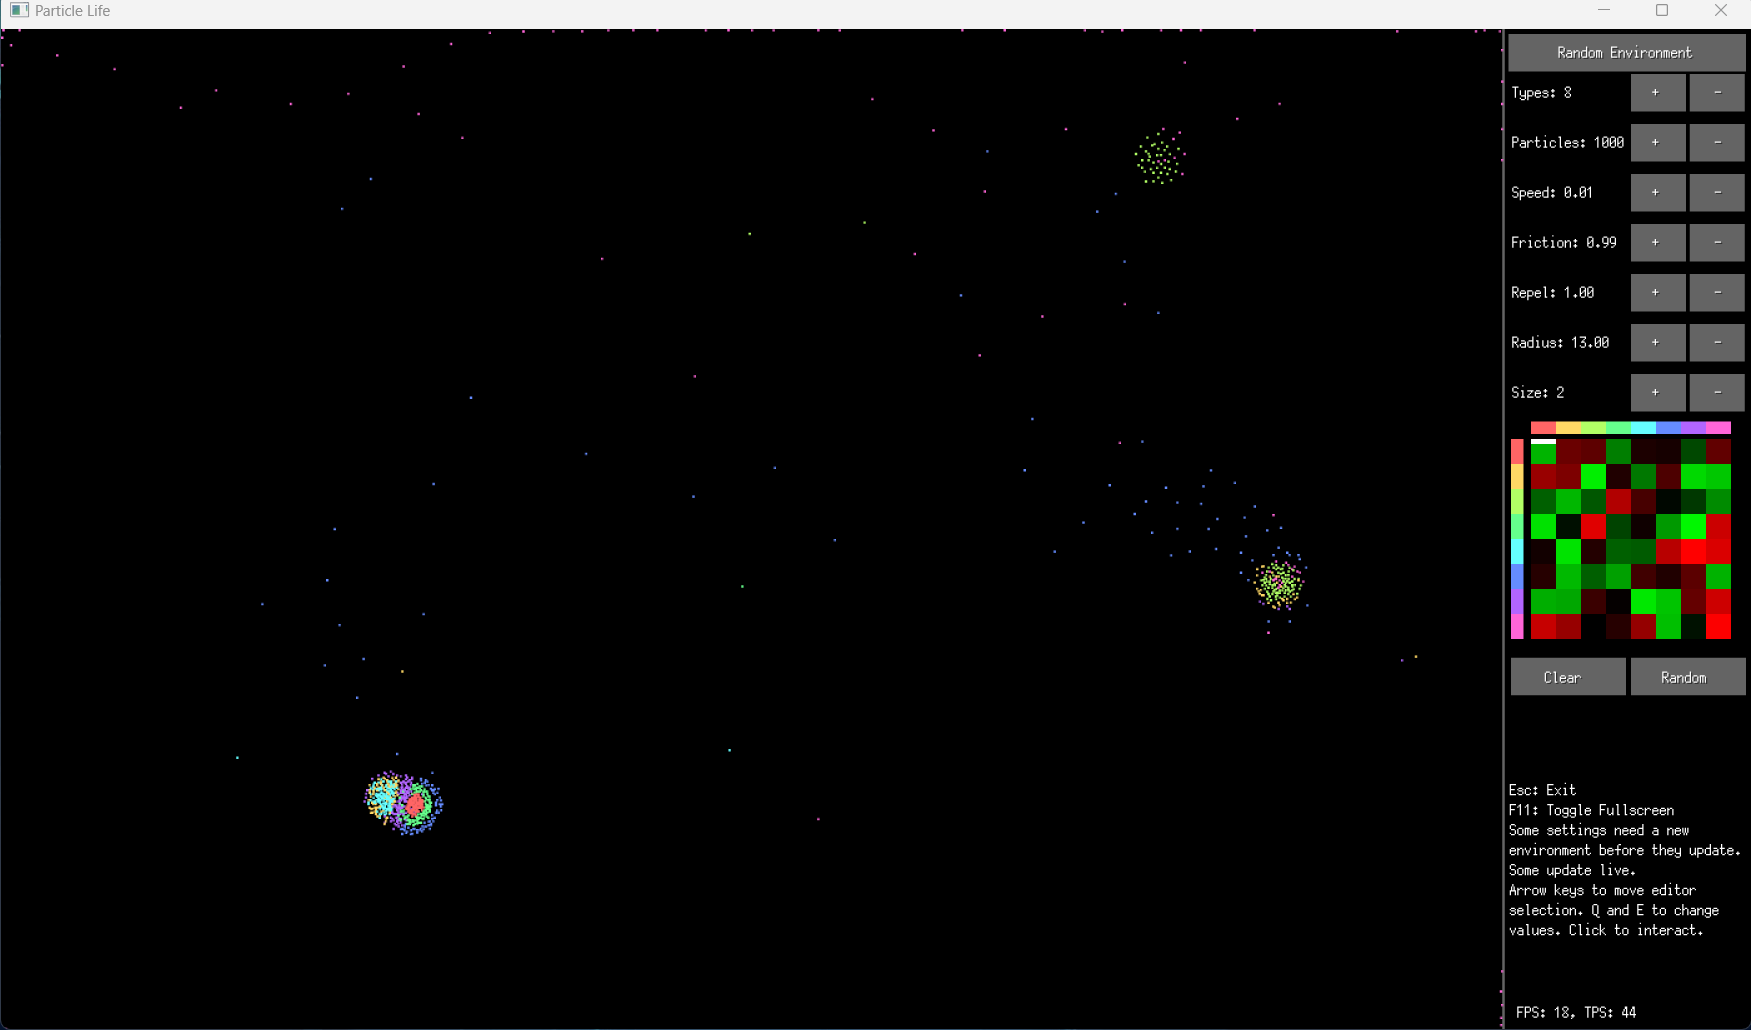 Particle Life
Random Environment
Types: 8 + -
Particles: 1000 + -
Speed: 0.01 + -
Friction: 0.99 + -
Repel: 1.00 + -
Radius: 13.00 + -
Size: 2 + -
Clear Random
Esc: Exit
F11: Toggle Fullscreen
Some settings need a new
environment before they update.
Some update live.
Arrow keys to move editor
selection. Q and E to change
values. Click to interact.
FPS: 18, TPS: 44